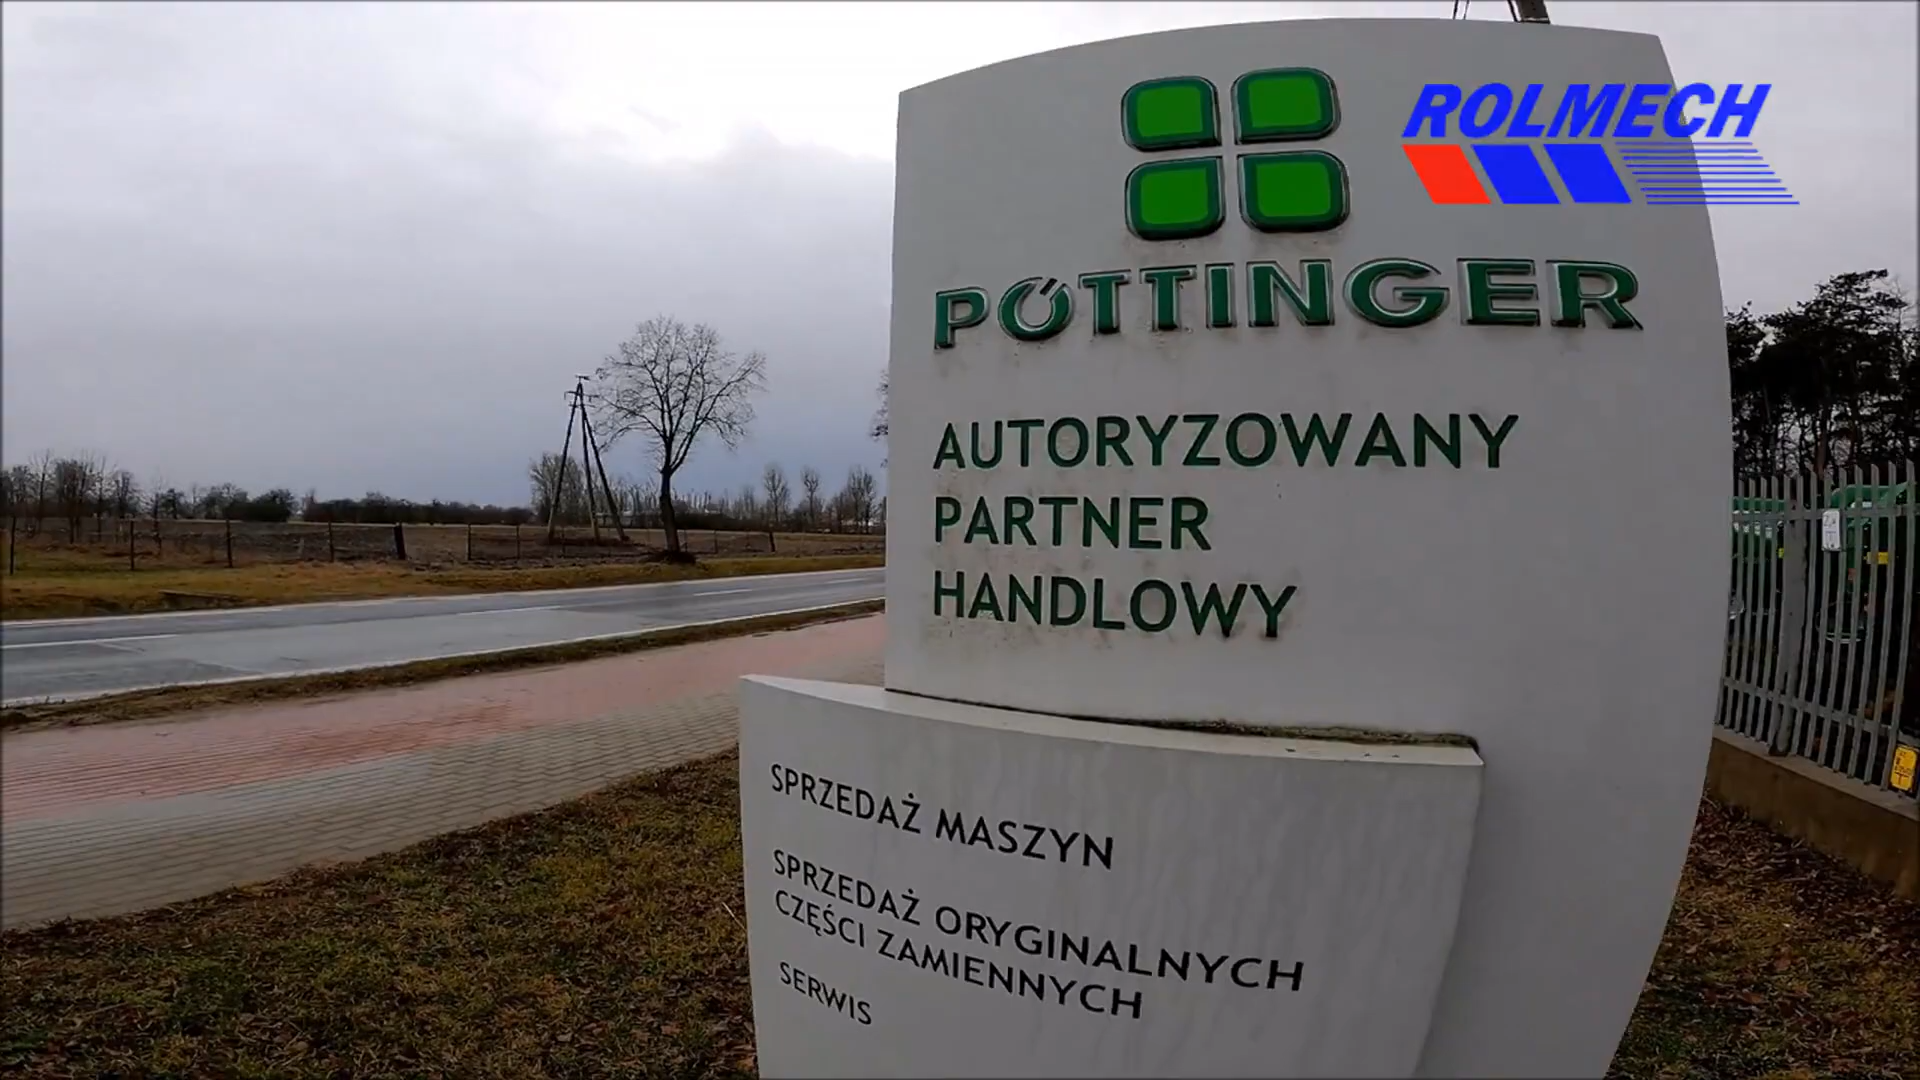 ROLMECH
PÖTTINGER
AUTORYZOWANY
PARTNER
HANDLOWY
SPRZEDAŻ MASZYN
SPRZEDAŻ ORYGINALNYCH
CZĘŚCI ZAMIENNYCH
SERWIS